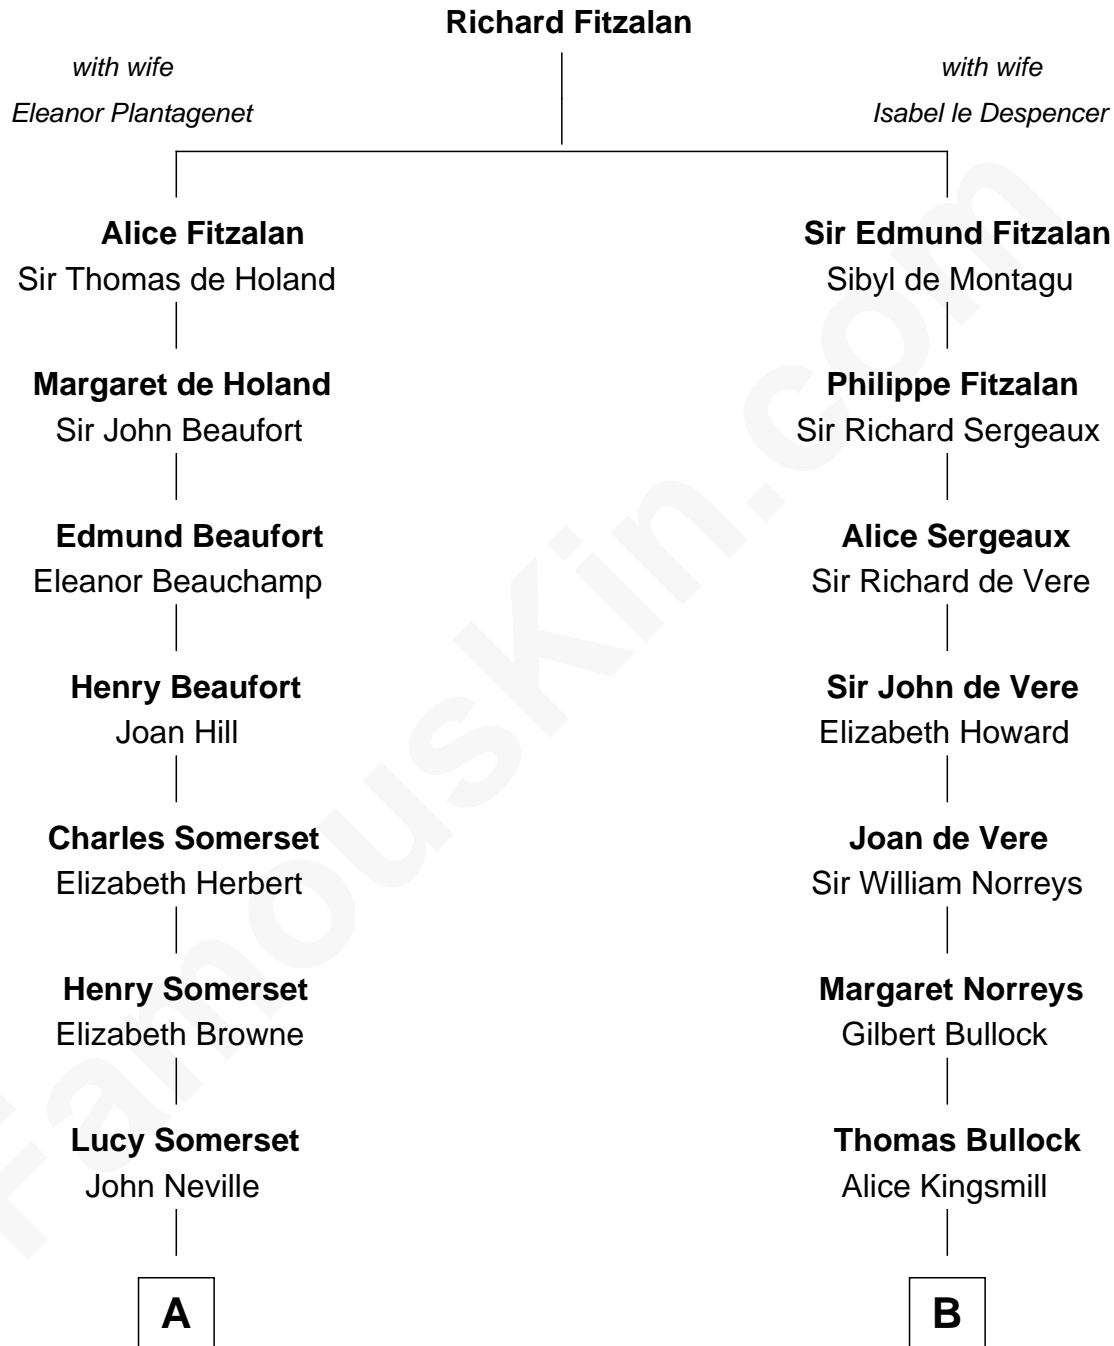 Richard Fitzalan
with wife
Eleanor Plantagenet
with wife
Isabel le Despencer
Alice Fitzalan
Sir Thomas de Holand
Sir Edmund Fitzalan
Sibyl de Montagu
Margaret de Holand
Sir John Beaufort
Philippe Fitzalan
Sir Richard Sergeaux
Edmund Beaufort
Eleanor Beauchamp
Alice Sergeaux
Sir Richard de Vere
Henry Beaufort
Joan Hill
Sir John de Vere
Elizabeth Howard
Charles Somerset
Elizabeth Herbert
Joan de Vere
Sir William Norreys
Henry Somerset
Elizabeth Browne
Margaret Norreys
Gilbert Bullock
Lucy Somerset
John Neville
Thomas Bullock
Alice Kingsmill
A
B
FamousKin.com